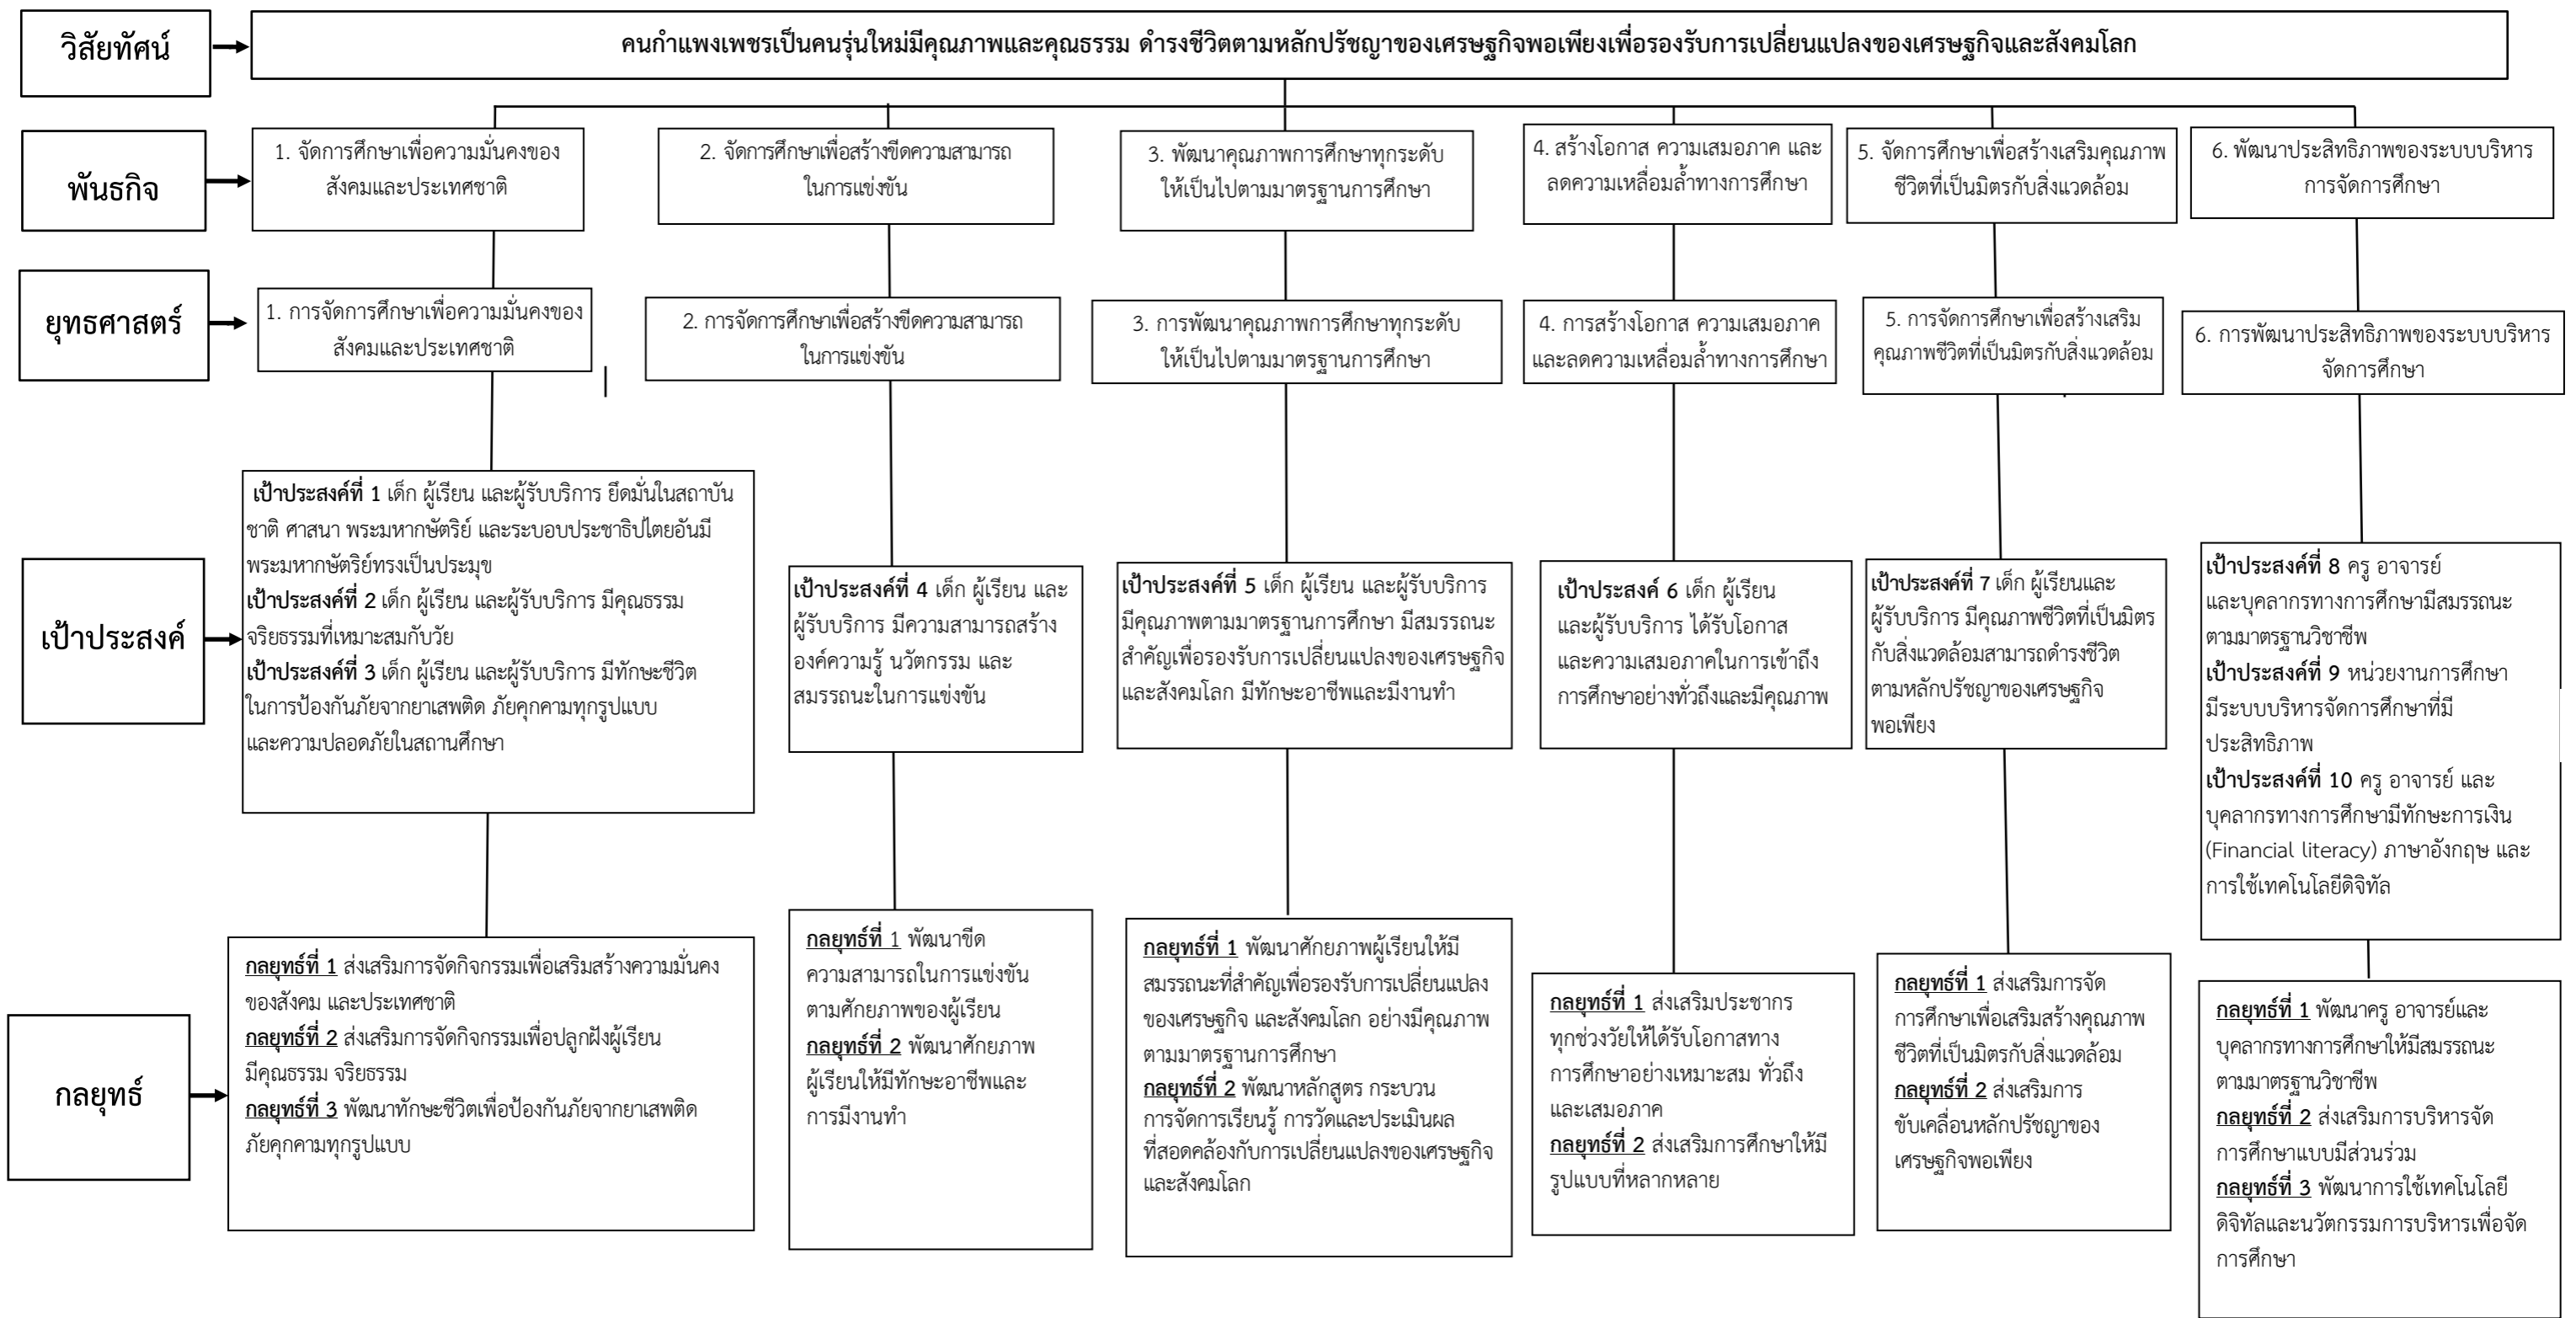 วิสัยทัศน์
คนกำแพงเพชรเป็นคนรุ่นใหม่มีคุณภาพและคุณธรรม ดำรงชีวิตตามหลักปรัชญาของเศรษฐกิจพอเพียงเพื่อรองรับการเปลี่ยนแปลงของเศรษฐกิจและสังคมโลก
พันธกิจ
1. จัดการศึกษาเพื่อความมั่นคงของ
สังคมและประเทศชาติ
2. จัดการศึกษาเพื่อสร้างขีดความสามารถ
ในการแข่งขัน
3. พัฒนาคุณภาพการศึกษาทุกระดับ
ให้เป็นไปตามมาตรฐานการศึกษา
4. สร้างโอกาส ความเสมอภาค และ
ลดความเหลื่อมล้ำทางการศึกษา
5. จัดการศึกษาเพื่อสร้างเสริมคุณภาพ
ชีวิตที่เป็นมิตรกับสิ่งแวดล้อม
6. พัฒนาประสิทธิภาพของระบบบริหาร
การจัดการศึกษา
ยุทธศาสตร์
1. การจัดการศึกษาเพื่อความมั่นคงของ
สังคมและประเทศชาติ
2. การจัดการศึกษาเพื่อสร้างขีดความสามารถ
ในการแข่งขัน
3. การพัฒนาคุณภาพการศึกษาทุกระดับ
ให้เป็นไปตามมาตรฐานการศึกษา
4. การสร้างโอกาส ความเสมอภาค
และลดความเหลื่อมล้ำทางการศึกษา
5. การจัดการศึกษาเพื่อสร้างเสริม
คุณภาพชีวิตที่เป็นมิตรกับสิ่งแวดล้อม
6. การพัฒนาประสิทธิภาพของระบบบริหาร
จัดการศึกษา
เป้าประสงค์
เป้าประสงค์ที่ 1 เด็ก ผู้เรียน และผู้รับบริการ ยึดมั่นในสถาบัน
ชาติ ศาสนา พระมหากษัตริย์ และระบอบประชาธิปไตยอันมี
พระมหากษัตริย์ทรงเป็นประมุข
เป้าประสงค์ที่ 2 เด็ก ผู้เรียน และผู้รับบริการ มีคุณธรรม
จริยธรรมที่เหมาะสมกับวัย
เป้าประสงค์ที่ 3 เด็ก ผู้เรียน และผู้รับบริการ มีทักษะชีวิต
ในการป้องกันภัยจากยาเสพติด ภัยคุกคามทุกรูปแบบ
และความปลอดภัยในสถานศึกษา
เป้าประสงค์ที่ 4 เด็ก ผู้เรียน และ
ผู้รับบริการ มีความสามารถสร้าง
องค์ความรู้ นวัตกรรม และ
สมรรถนะในการแข่งขัน
เป้าประสงค์ที่ 5 เด็ก ผู้เรียน และผู้รับบริการ
มีคุณภาพตามมาตรฐานการศึกษา มีสมรรถนะ
สำคัญเพื่อรองรับการเปลี่ยนแปลงของเศรษฐกิจ
และสังคมโลก มีทักษะอาชีพและมีงานทำ
เป้าประสงค์ 6 เด็ก ผู้เรียน
และผู้รับบริการ ได้รับโอกาส
และความเสมอภาคในการเข้าถึง
การศึกษาอย่างทั่วถึงและมีคุณภาพ
เป้าประสงค์ที่ 7 เด็ก ผู้เรียนและ
ผู้รับบริการ มีคุณภาพชีวิตที่เป็นมิตร
กับสิ่งแวดล้อมสามารถดำรงชีวิต
ตามหลักปรัชญาของเศรษฐกิจ
พอเพียง
เป้าประสงค์ที่ 8 ครู อาจารย์
และบุคลากรทางการศึกษามีสมรรถนะ
ตามมาตรฐานวิชาชีพ
เป้าประสงค์ที่ 9 หน่วยงานการศึกษา
มีระบบบริหารจัดการศึกษาที่มี
ประสิทธิภาพ
เป้าประสงค์ที่ 10 ครู อาจารย์ และ
บุคลากรทางการศึกษามีทักษะการเงิน
(Financial literacy) ภาษาอังกฤษ และ
การใช้เทคโนโลยีดิจิทัล
กลยุทธ์
กลยุทธ์ที่ 1 ส่งเสริมการจัดกิจกรรมเพื่อเสริมสร้างความมั่นคง
ของสังคม และประเทศชาติ
กลยุทธ์ที่ 2 ส่งเสริมการจัดกิจกรรมเพื่อปลูกฝังผู้เรียน
มีคุณธรรม จริยธรรม
กลยุทธ์ที่ 3 พัฒนาทักษะชีวิตเพื่อป้องกันภัยจากยาเสพติด
ภัยคุกคามทุกรูปแบบ
กลยุทธ์ที่ 1 พัฒนาขีด
ความสามารถในการแข่งขัน
ตามศักยภาพของผู้เรียน
กลยุทธ์ที่ 2 พัฒนาศักยภาพ
ผู้เรียนให้มีทักษะอาชีพและ
การมีงานทำ
กลยุทธ์ที่ 1 พัฒนาศักยภาพผู้เรียนให้มี
สมรรถนะที่สำคัญเพื่อรองรับการเปลี่ยนแปลง
ของเศรษฐกิจ และสังคมโลก อย่างมีคุณภาพ
ตามมาตรฐานการศึกษา
กลยุทธ์ที่ 2 พัฒนาหลักสูตร กระบวน
การจัดการเรียนรู้ การวัดและประเมินผล
ที่สอดคล้องกับการเปลี่ยนแปลงของเศรษฐกิจ
และสังคมโลก
กลยุทธ์ที่ 1 ส่งเสริมประชากร
ทุกช่วงวัยให้ได้รับโอกาสทาง
การศึกษาอย่างเหมาะสม ทั่วถึง
และเสมอภาค
กลยุทธ์ที่ 2 ส่งเสริมการศึกษาให้มี
รูปแบบที่หลากหลาย
กลยุทธ์ที่ 1 ส่งเสริมการจัด
การศึกษาเพื่อเสริมสร้างคุณภาพ
ชีวิตที่เป็นมิตรกับสิ่งแวดล้อม
กลยุทธ์ที่ 2 ส่งเสริมการ
ขับเคลื่อนหลักปรัชญาของ
เศรษฐกิจพอเพียง
กลยุทธ์ที่ 1 พัฒนาครู อาจารย์และ
บุคลากรทางการศึกษาให้มีสมรรถนะ
ตามมาตรฐานวิชาชีพ
กลยุทธ์ที่ 2 ส่งเสริมการบริหารจัด
การศึกษาแบบมีส่วนร่วม
กลยุทธ์ที่ 3 พัฒนาการใช้เทคโนโลยี
ดิจิทัลและนวัตกรรมการบริหารเพื่อจัด
การศึกษา